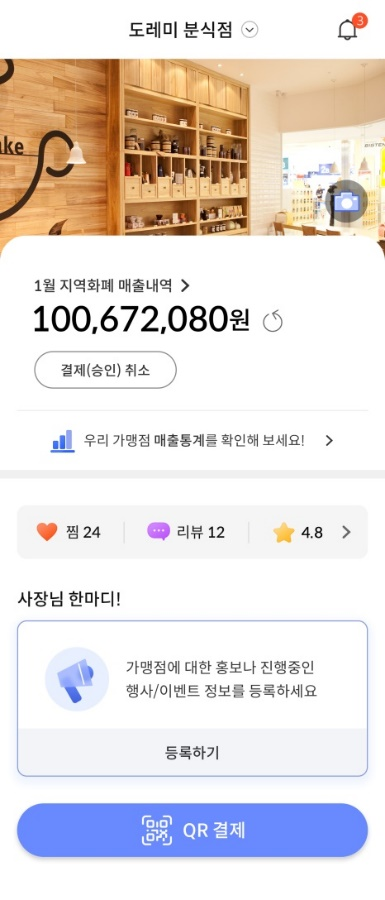 도레미 분식점
3
ake
1월 지역화폐 매출내역
100,672,080원
결제(승인) 취소
우리 가맹점 매출통계를 확인해 보세요!
찜 24 리뷰 12 4.8
사장님 한마디!
가맹점에 대한 홍보나 진행중인
행사/이벤트 정보를 등록하세요
등록하기
QR 결제